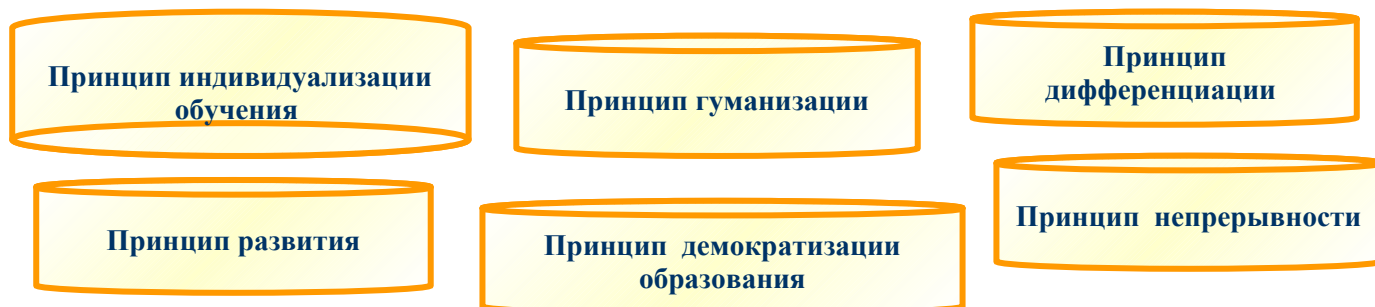 Принцип индивидуализации
обучения
Принцип гуманизации
Принцип
дифференциации
Принцип развития
Принцип демократизации
образования
Принцип непрерывности